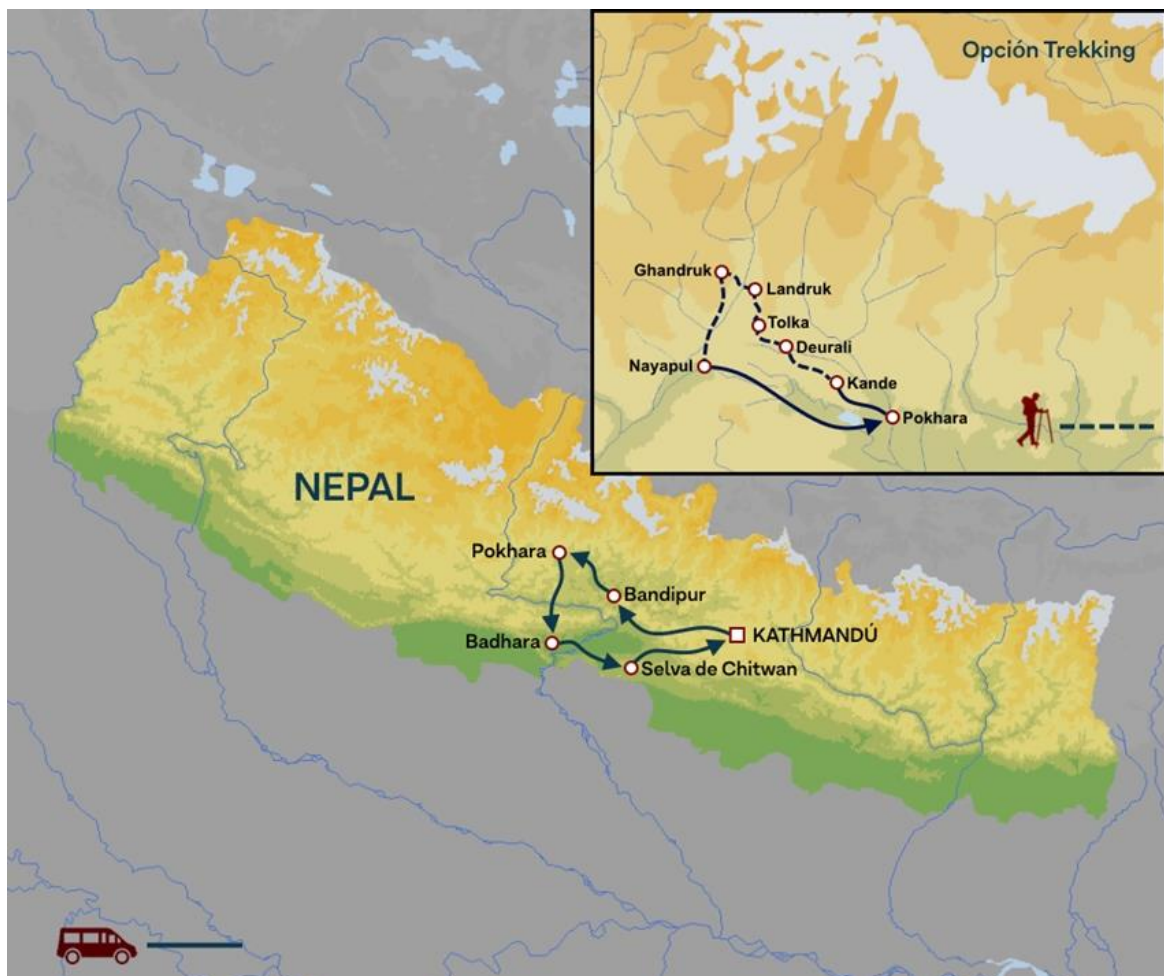 Opción Trekking
Ghandruk
Landruk
Tolka
Deurali
Nayapul
Kande
Pokhara
NEPAL
Pokhara
Bandipur
Badhara
KATHMANDÚ
Selva de Chitwan